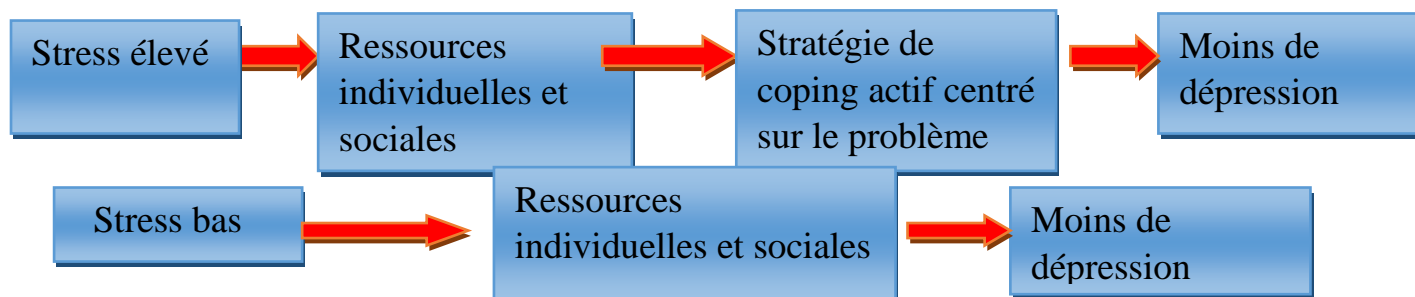 Stress élevé
Ressources
individuelles et
sociales
Stratégie de
coping actif centré
sur le problème
Moins de
dépression
Stress bas
Ressources
individuelles et sociales
Moins de
dépression